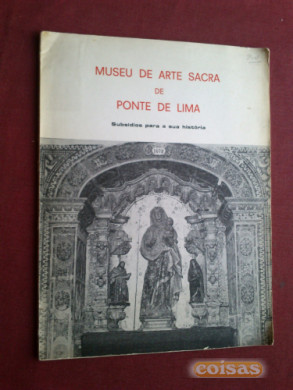 MUSEU DE ARTE SACRA
DE
PONTE DE LIMA
Subsídios para a sua história
coisas